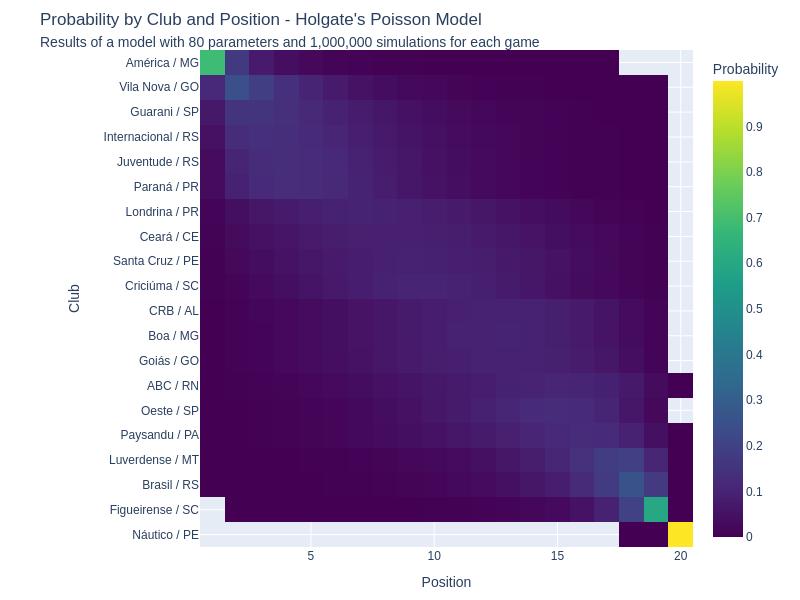 Probability by Club and Position - Holgate's Poisson Model
Results of a model with 80 parameters and 1,000,000 simulations for each game
Probability
América / MG
Vila Nova / GO
Guarani / SP
Internacional / RS
Juventude / RS
Paraná / PR
Londrina / PR
Ceará / CE
Santa Cruz / PE
Criciúma / SC
CRB / AL
Boa / MG
Goiás / GO
ABC / RN
Oeste / SP
Paysandu / PA
Luverdense / MT
Brasil / RS
Figueirense / SC
Náutico / PE
Club
5
10
15
20
Position
0.9
0.8
0.7
0.6
0.5
0.4
0.3
0.2
0.1
0